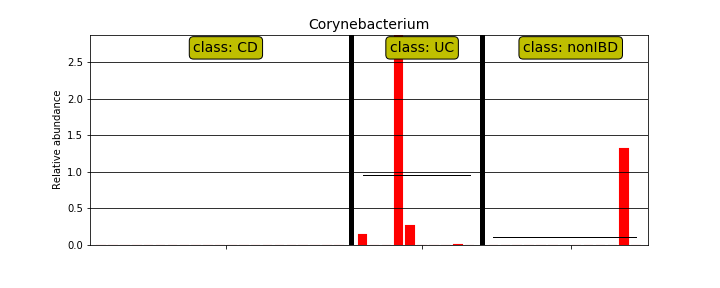 Corynebacterium
class: CD
class: UC
class: nonIBD
Relative abundance
2.5
2.0
1.5
1.0
0.5
0.0